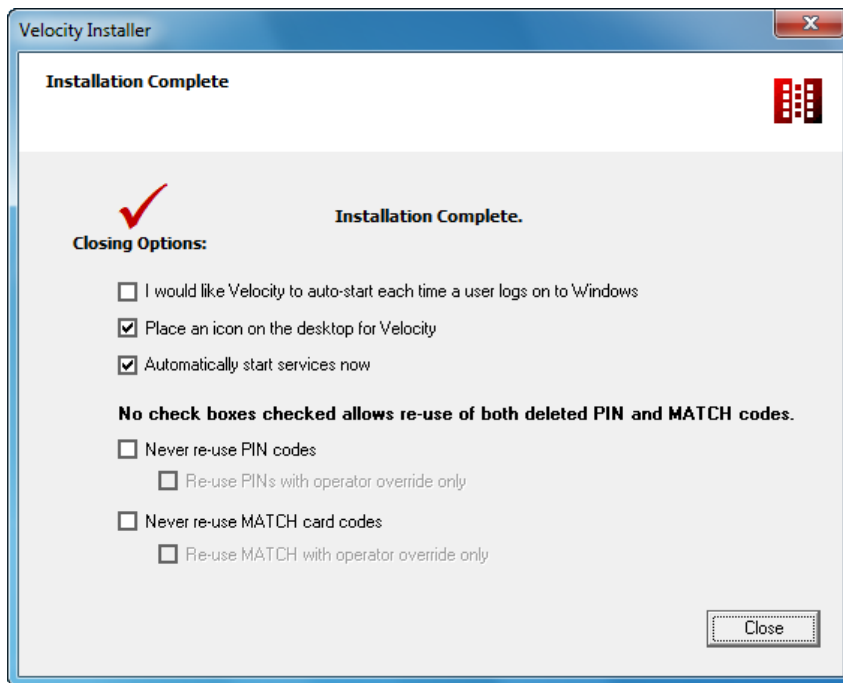 Velocity Installer
Installation Complete
Installation Complete.
Closing Options:
I would like Velocity to auto-start each time a user logs on to Windows
Place an icon on the desktop for Velocity
Automatically start services now
No check boxes checked allows re-use of both deleted PIN and MATCH codes.
Never re-use PIN codes
Re-use PINs with operator override only
Never re-use MATCH card codes
Re-use MATCH with operator override only
Close